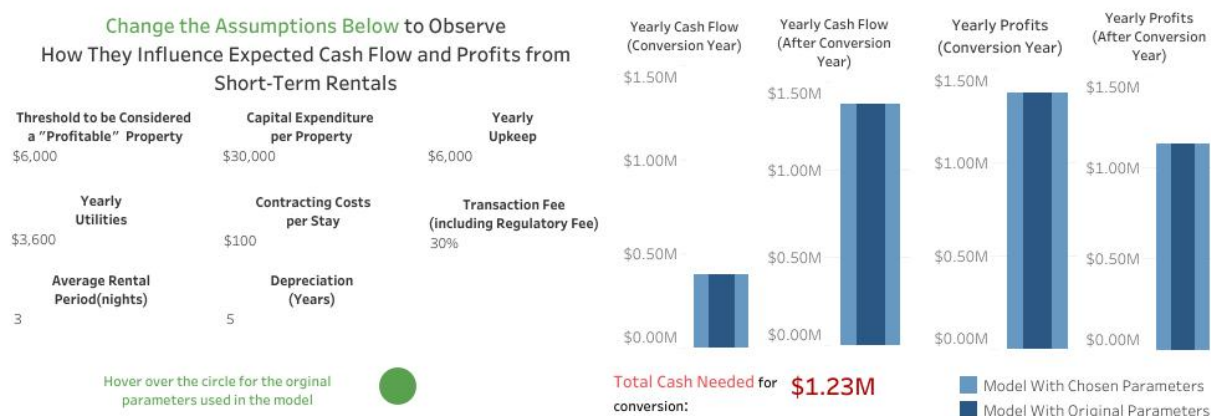 Change the Assumptions Below to Observe
How They Influence Expected Cash Flow and Profits from
Short-Term Rentals
Threshold to be Considered
a "Profitable" Property
$6,000
Capital Expenditure
per Property
$30,000
Yearly
Upkeep
$6,000
Yearly
Utilities
$3,600
Contracting Costs
per Stay
$100
Transaction Fee
(including Regulatory Fee)
30%
Average Rental
Period(nights)
3
Depreciation
(Years)
5
Hover over the circle for the orginal
parameters used in the model
Yearly Cash Flow
(Conversion Year)
$1.50M
$1.00M
$0.50M
$0.00M
Yearly Cash Flow
(After Conversion
Year)
$1.50M
$1.00M
$0.50M
$0.00M
Yearly Profits
(Conversion Year)
$1.50M
$1.00M
$0.50M
$0.00M
Yearly Profits
(After Conversion
Year)
$1.50M
$1.00M
$0.50M
$0.00M
Total Cash Needed for
conversion:
$1.23M
Model With Chosen Parameters
Model With Original Parameters